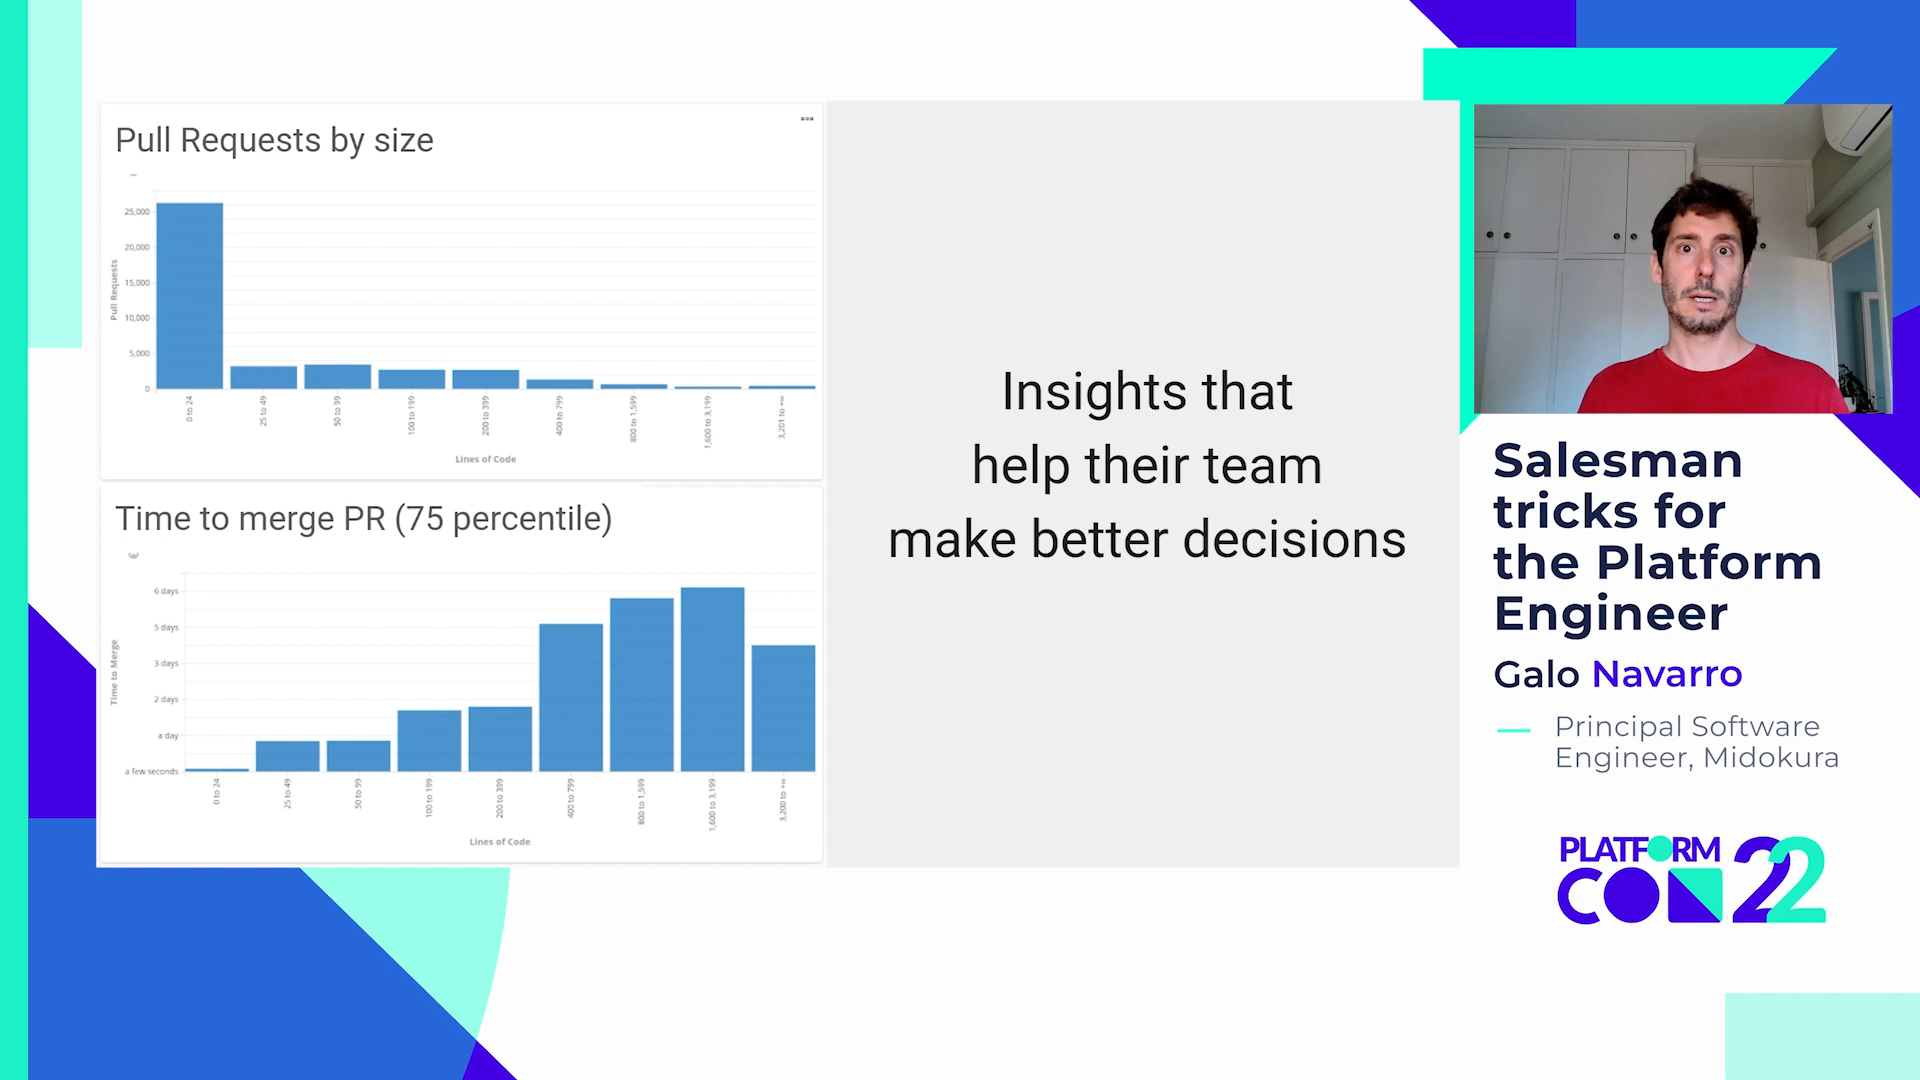 Pull Requests by size
25,000
20,000
15,000
10,000
5,000
0
Pull Requests
0 to 24
25 to 49
50 to 99
100 to 199
200 to 399
400 to 799
800 to 1,599
1,600 to 3,199
3,201 to +∞
Lines of Code
Time to merge PR (75 percentile)
6 days
5 days
3 days
2 days
a day
a few seconds
Time to Merge
0 to 24
25 to 49
50 to 99
100 to 199
200 to 399
400 to 799
800 to 1,599
1,600 to 3,199
3,200 to +∞
Lines of Code
Insights that
help their team
make better decisions
Salesman
tricks for
the Platform
Engineer
Galo Navarro
Principal Software
Engineer, Midokura
PLATFORM
CON 22